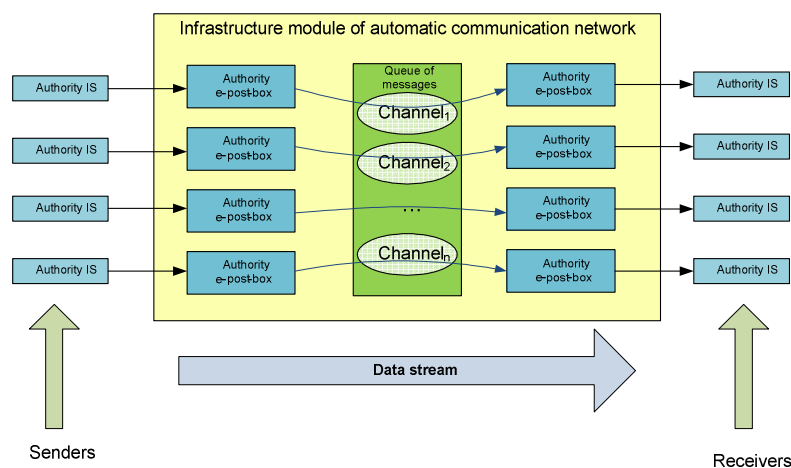 Infrastructure module of automatic communication network
Queue of
messages
Authority IS
Authority
e-post-box
Channel1
Authority
e-post-box
Authority IS
Authority IS
Authority
e-post-box
Channel2
Authority
e-post-box
Authority IS
Authority IS
Authority
e-post-box
...
Authority
e-post-box
Authority IS
Authority IS
Authority
e-post-box
Channeln
Authority
e-post-box
Authority IS
Data stream
Senders
Receivers